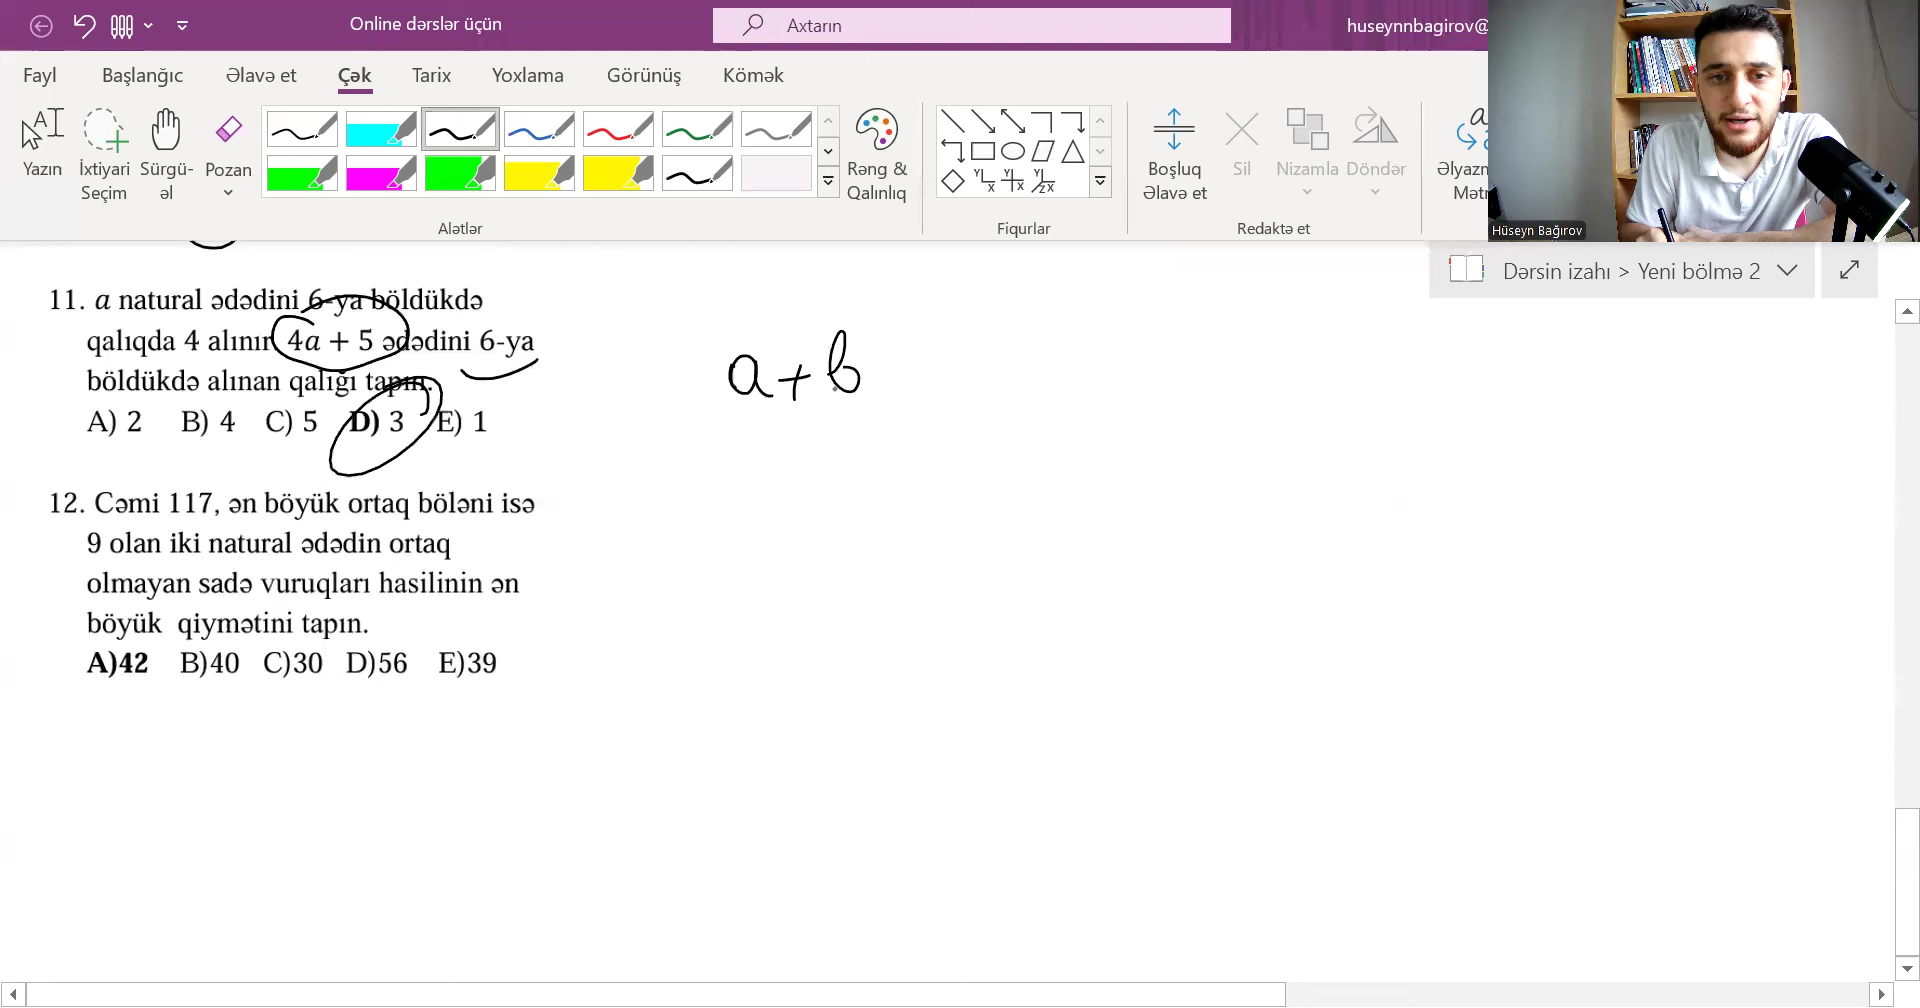 Online dərslər üçün
Axtarın
huseynnbagirov@
Fayl Başlanğıc Əlavə et Çək Tarix Yoxlama Görünüş Kömək
Yazın
İxtiyari Seçim
Sürgü-əl
Pozan
Rəng & Qalınlıq
Boşluq Əlavə et
Sil
Nizamla
Döndər
Əlyazm
Mətn
Alətlər
Fiqurlar
Redaktə et
Hüseyn Bağırov
Dərsin izahı > Yeni bölmə 2
11. a natural ədədini 6-ya böldükdə
qalıqda 4 alınır 4a + 5 ədədini 6-ya
böldükdə alınan qalığı tapın.
A) 2 B) 4 C) 5 D) 3 E) 1
a+b
12. Cəmi 117, ən böyük ortaq böləni isə
9 olan iki natural ədədin ortaq
olmayan sadə vuruqları hasilinin ən
böyük qiymətini tapın.
A)42 B)40 C)30 D)56 E)39